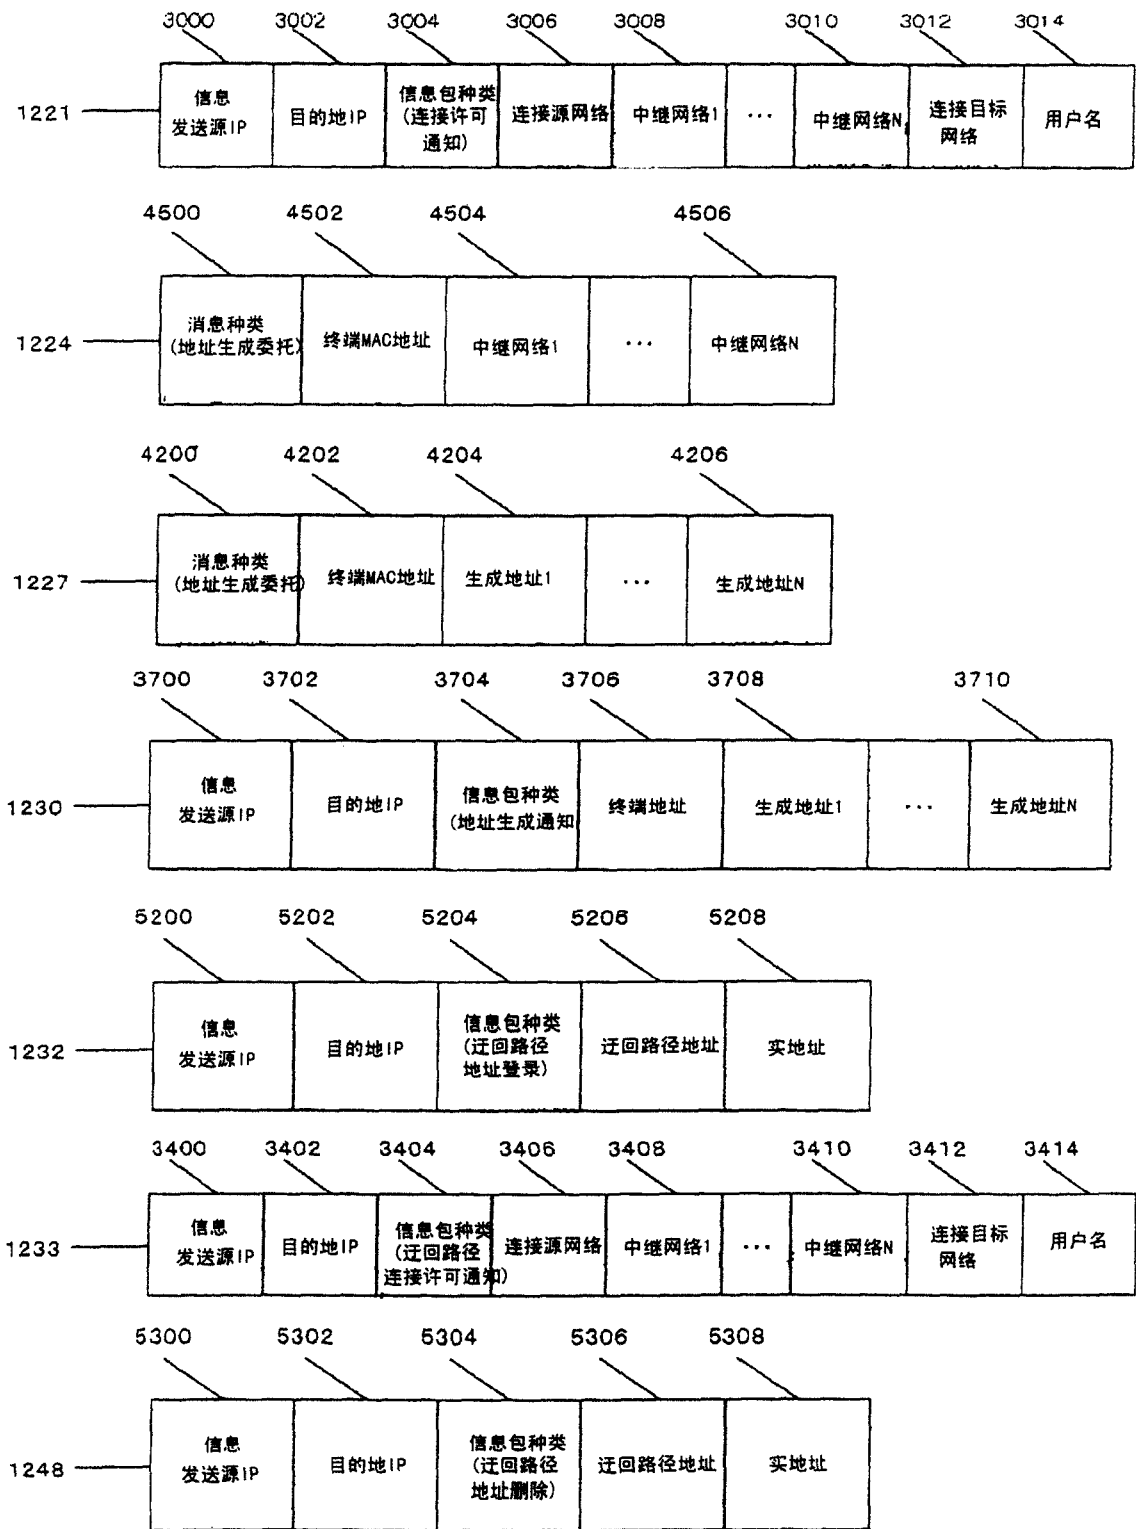 3000 3002 3004 3006 3008 3010 3012 3014
1221
信息
发送源IP
目的地IP
信息包种类
(连接许可
通知)
连接源网络
中继网络1
...
中继网络N
连接目标
网络
用户名
4500 4502 4504 4506
1224
消息种类
(地址生成委托)
终端MAC地址
中继网络1
...
中继网络N
4200 4202 4204 4206
1227
消息种类
(地址生成委托)
终端MAC地址
生成地址1
...
生成地址N
3700 3702 3704 3706 3708 3710
1230
信息
发送源IP
目的地IP
信息包种类
(地址生成通知
终端地址
生成地址1
...
生成地址N
5200 5202 5204 5206 5208
1232
信息
发送源IP
目的地IP
信息包种类
(迂回路径
地址登录)
迂回路径地址
实地址
3400 3402 3404 3406 3408 3410 3412 3414
1233
信息
发送源IP
目的地IP
信息包种类
(迂回路径
连接许可通知)
连接源网络
中继网络1
...
中继网络N
连接目标
网络
用户名
5300 5302 5304 5306 5308
1248
信息
发送源IP
目的地IP
信息包种类
(迂回路径
地址删除)
迂回路径地址
实地址